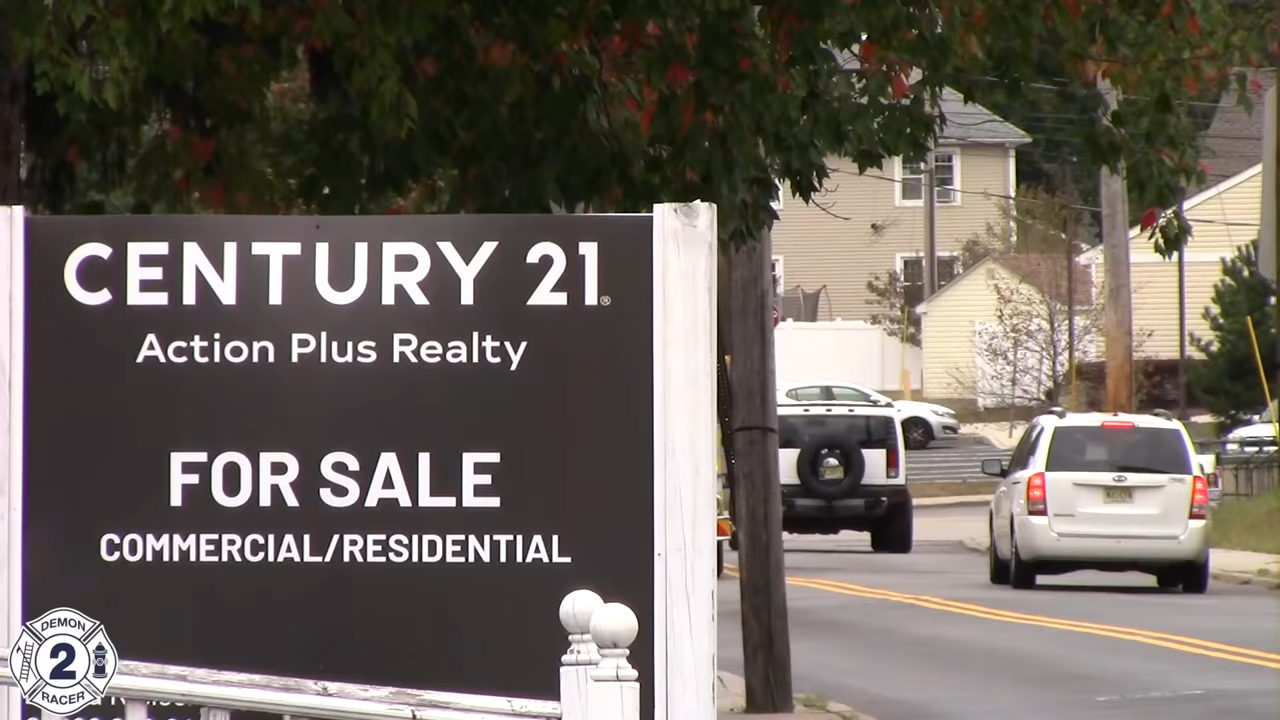 CENTURY 21®
Action Plus Realty
FOR SALE
COMMERCIAL/RESIDENTIAL
DEMON
2
RACER